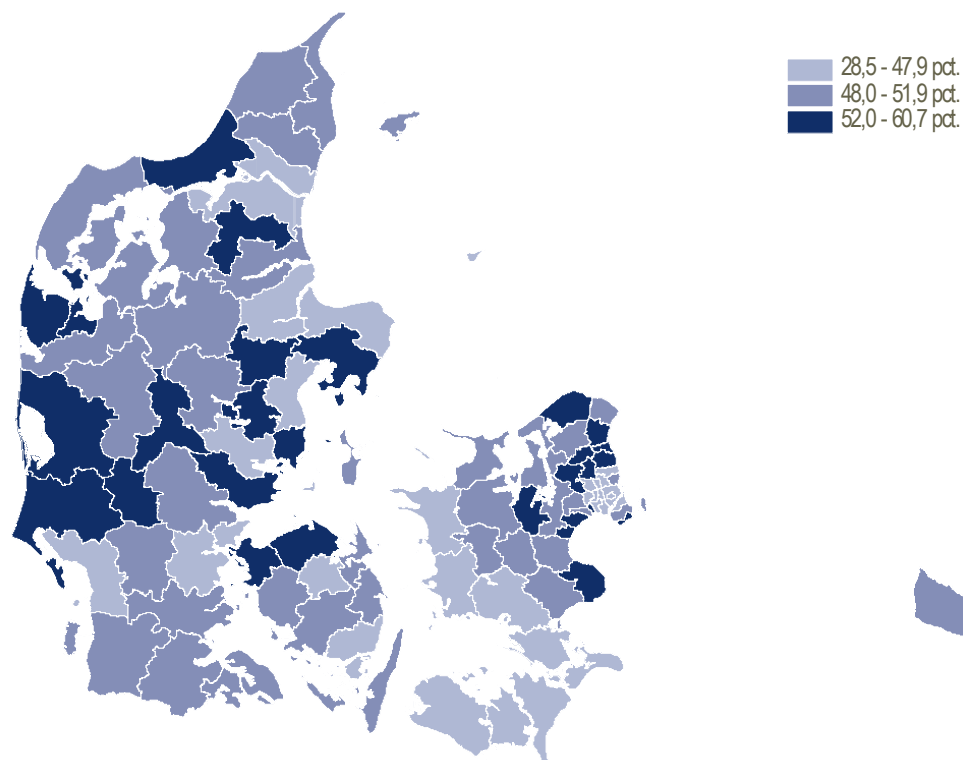 28,5 - 47,9 pct.
48,0 - 51,9 pct.
52,0 - 60,7 pct.